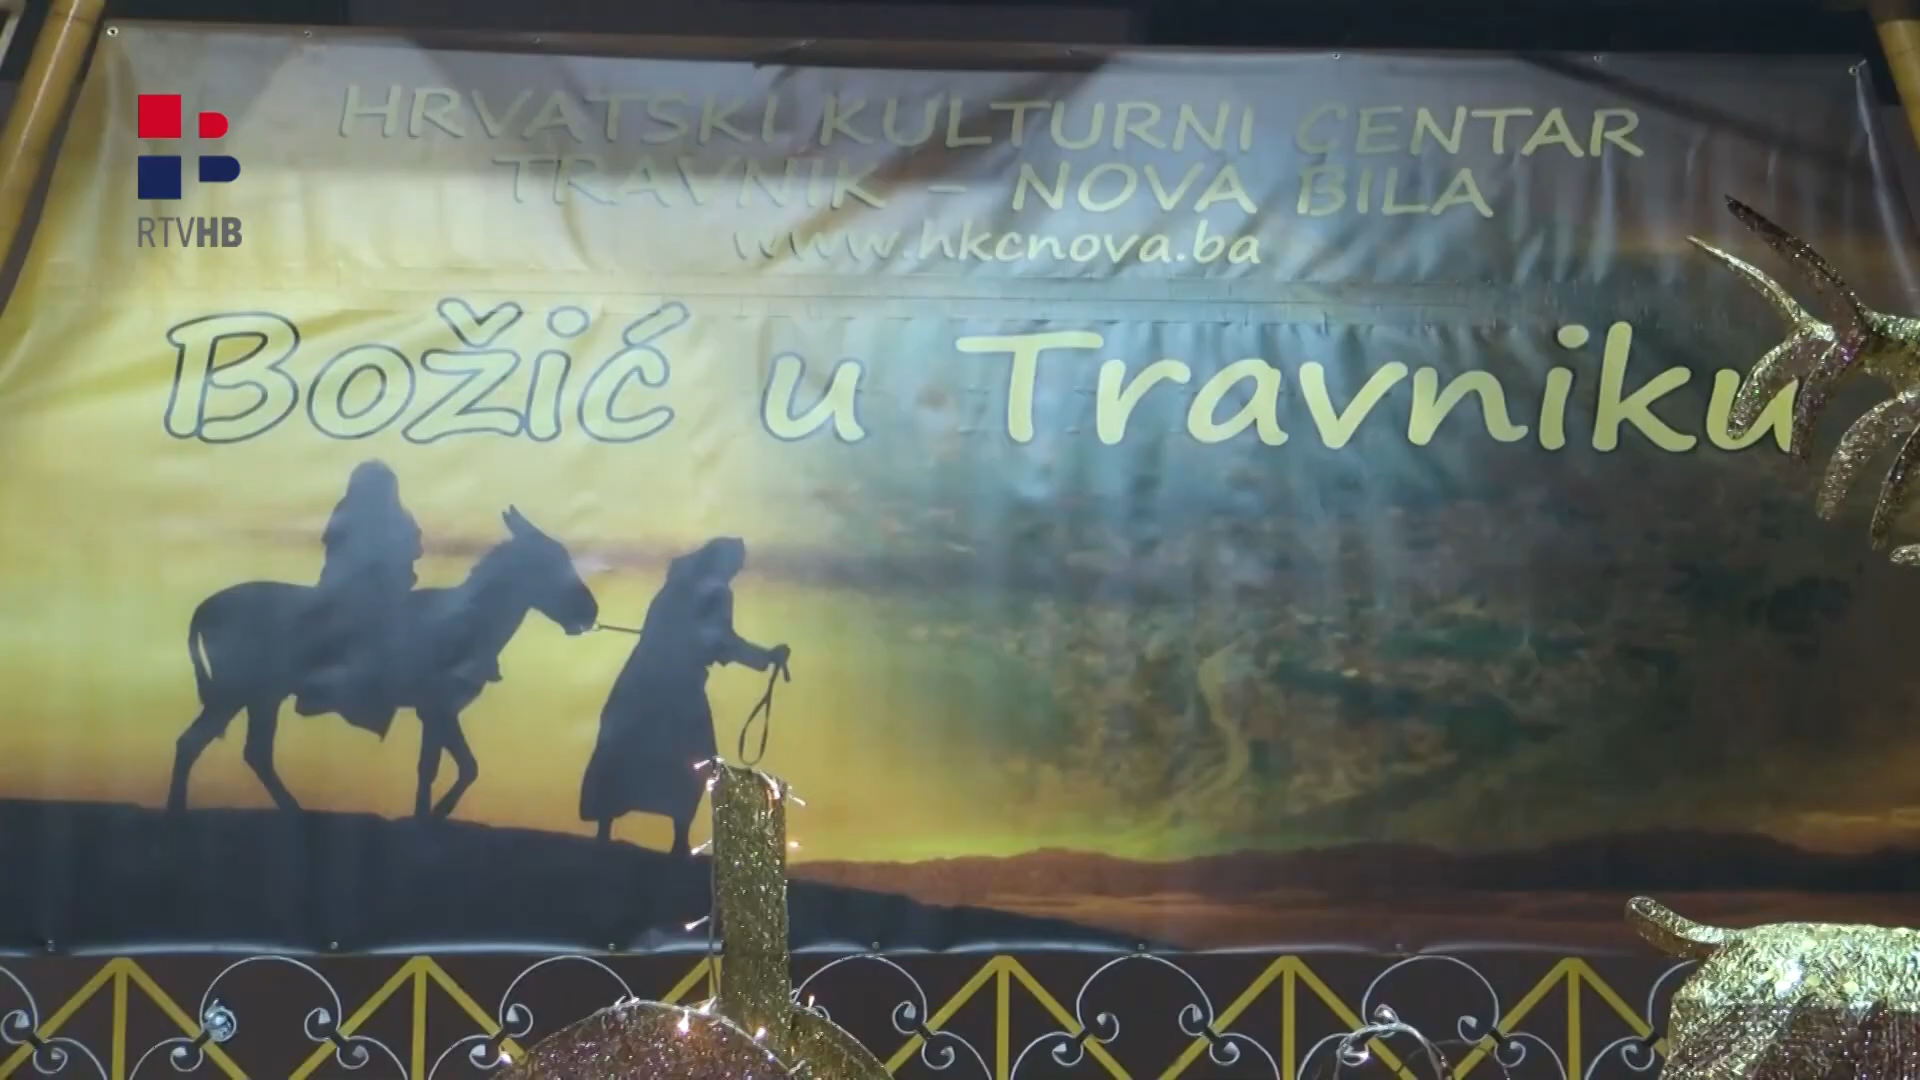 RTVHB
HRVATSKI KULTURNI CENTAR
TRAVNIK - NOVA BILA
www.hkcnova.ba
Božić u Travniku